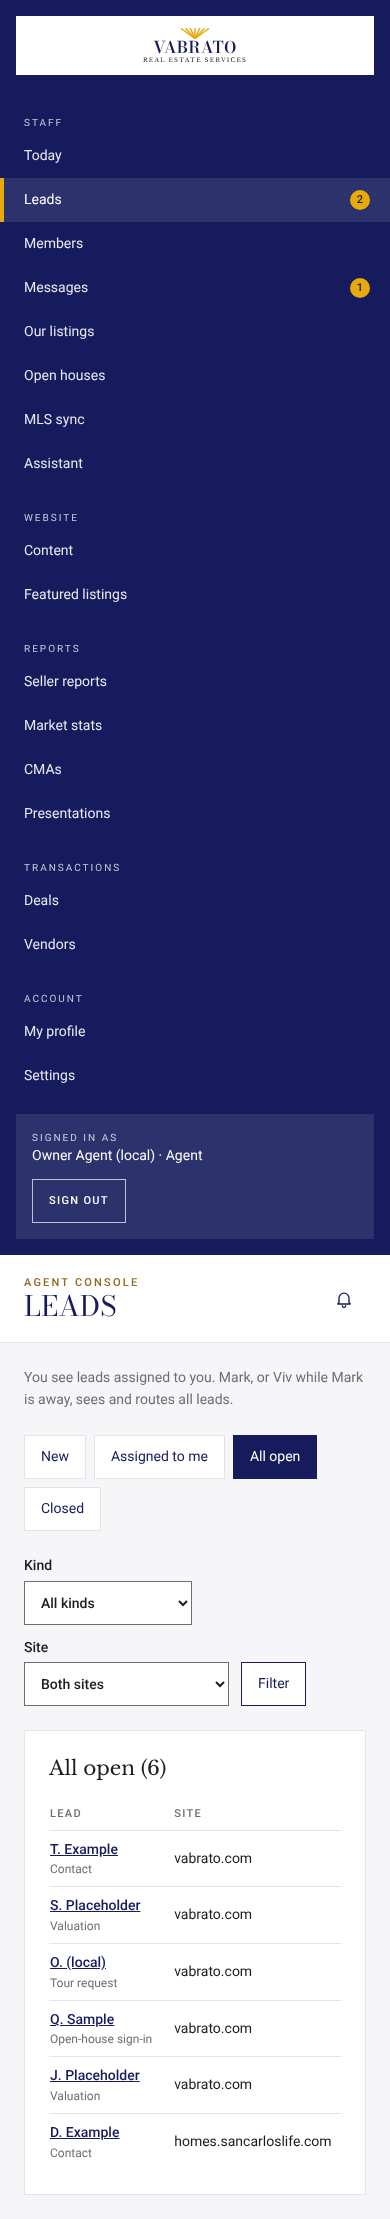 VABRATO
REAL ESTATE SERVICES
STAFF
Today
Leads 2
Members
Messages 1
Our listings
Open houses
MLS sync
Assistant
WEBSITE
Content
Featured listings
REPORTS
Seller reports
Market stats
CMAs
Presentations
TRANSACTIONS
Deals
Vendors
ACCOUNT
My profile
Settings
SIGNED IN AS
Owner Agent (local) · Agent
SIGN OUT
AGENT CONSOLE
LEADS
You see leads assigned to you. Mark, or Viv while Mark
is away, sees and routes all leads.
New Assigned to me All open
Closed
Kind
All kinds
Site
Both sites Filter
All open (6)
LEAD SITE
T. Example vabrato.com
Contact
S. Placeholder vabrato.com
Valuation
O. (local) vabrato.com
Tour request
Q. Sample vabrato.com
Open-house sign-in
J. Placeholder vabrato.com
Valuation
D. Example homes.sancarloslife.com
Contact